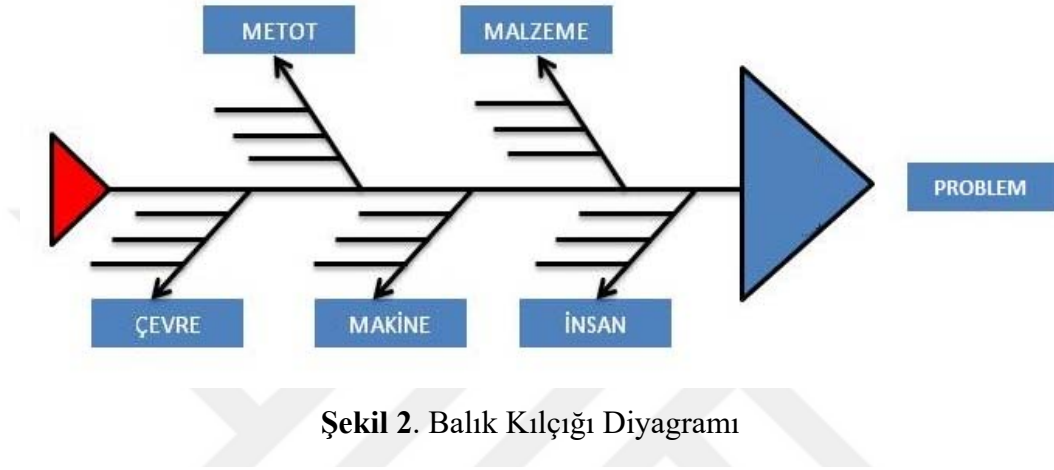 METOT
MALZEME
PROBLEM
ÇEVRE
MAKİNE
İNSAN
Şekil 2. Balık Kılçığı Diyagramı